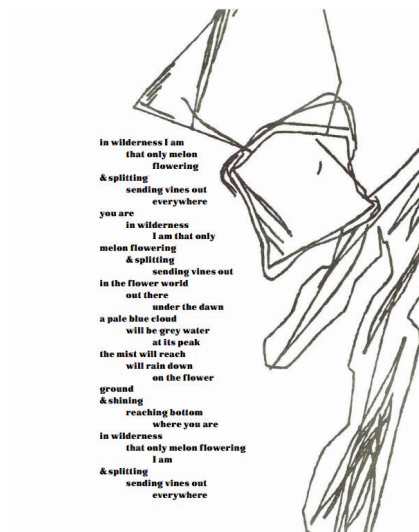 in wilderness I am
that only melon
flowering
& splitting
sending vines out
everywhere
you are
in wilderness
I am that only
melon flowering
& splitting
sending vines out
in the flower world
out there
under the dawn
a pale blue cloud
will be grey water
at its peak
the mist will reach
will rain down
on the flower
ground
& shining
reaching bottom
where you are
in wilderness
that only melon flowering
I am
& splitting
sending vines out
everywhere